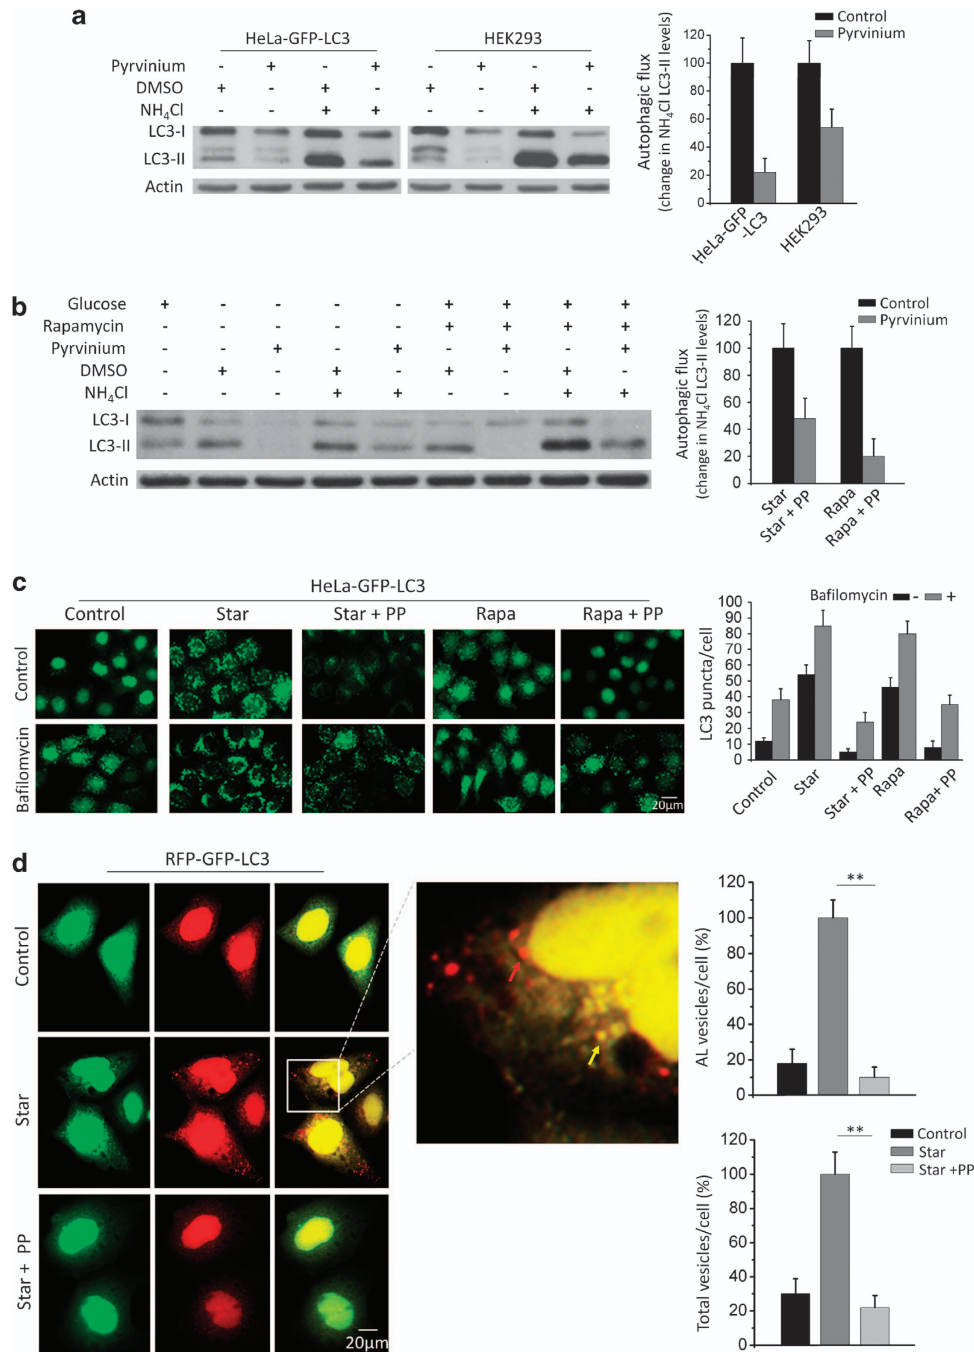 a
HeLa-GFP-LC3 HEK293
Pyrvinium - + - + - + - +
DMSO + - + - + - + -
NH4Cl - - + + - - + +
LC3-I
LC3-II
Actin
Control
Pyrvinium
Autophagic flux
(change in NH4Cl LC3-II levels)
120
100
80
60
40
20
0
HeLa-GFP
-LC3
HEK293
b
Glucose + - - - - + + + +
Rapamycin - - - - - + + + +
Pyrvinium - - + - + - + - +
DMSO - + - + - + - + -
NH4Cl - - - + + - - + +
LC3-I
LC3-II
Actin
Control
Pyrvinium
Autophagic flux
(change in NH4Cl LC3-II levels)
120
100
80
60
40
20
0
Star
Star + PP
Rapa
Rapa + PP
c
HeLa-GFP-LC3
Control Star Star + PP Rapa Rapa + PP
Control
Bafilomycin
20μm
Bafilomycin - +
LC3 puncta/cell
100
90
80
70
60
50
40
30
20
10
0
Control
Star
Star + PP
Rapa
Rapa+ PP
d
RFP-GFP-LC3
Control
Star
Star + PP
20μm
**
AL vesicles/cell (%)
120
100
80
60
40
20
0
Control
Star
Star +PP
**
Total vesicles/cell (%)
120
100
80
60
40
20
0